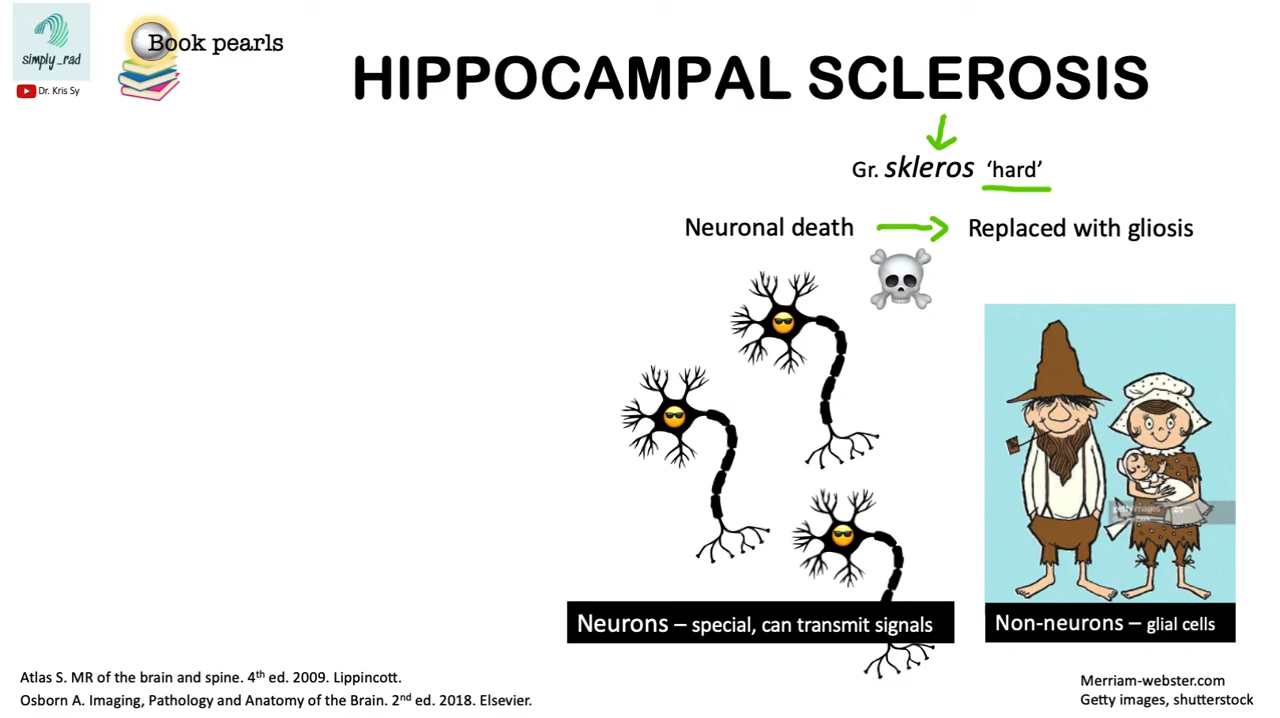 simply_rad
Dr. Kris Sy
Book pearls
HIPPOCAMPAL SCLEROSIS
Gr. skleros ‘hard’
Neuronal death
Replaced with gliosis
gettyimages
Neurons – special, can transmit signals
Non-neurons – glial cells
Atlas S. MR of the brain and spine. 4th ed. 2009. Lippincott.
Osborn A. Imaging, Pathology and Anatomy of the Brain. 2nd ed. 2018. Elsevier.
Merriam-webster.com
Getty images, shutterstock